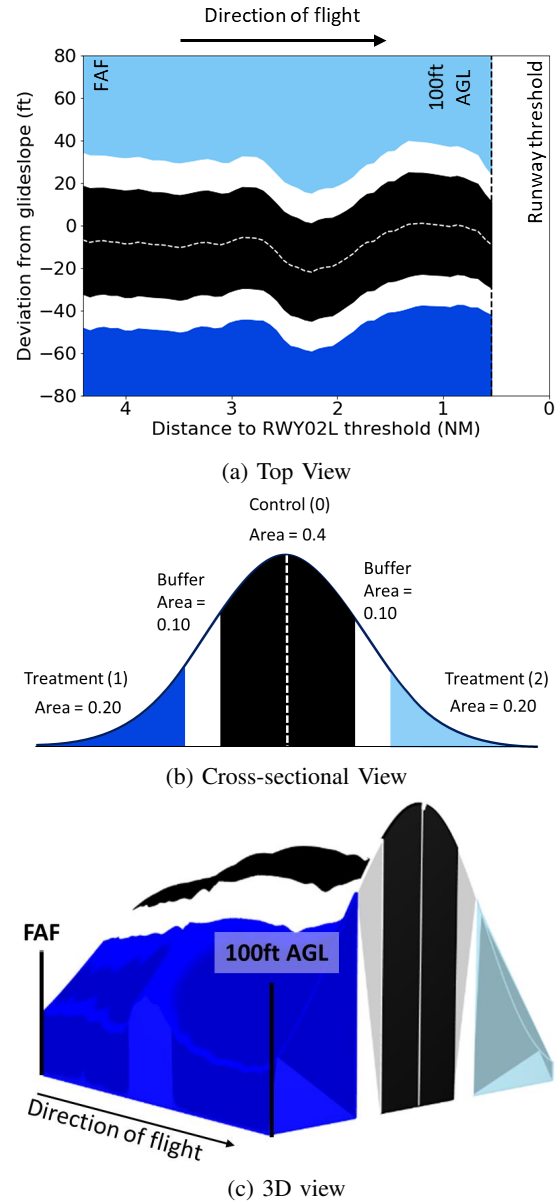 Direction of flight
80
60
40
20
0
−20
−40
−60
−80
Deviation from glideslope (ft)
FAF
100ft
AGL
Runway threshold
4
3
2
1
0
Distance to RWY02L threshold (NM)
(a) Top View
Control (0)
Area = 0.4
Buffer
Area =
0.10
Buffer
Area =
0.10
Treatment (1)
Area = 0.20
Treatment (2)
Area = 0.20
(b) Cross-sectional View
FAF
100ft AGL
Direction of flight
(c) 3D view